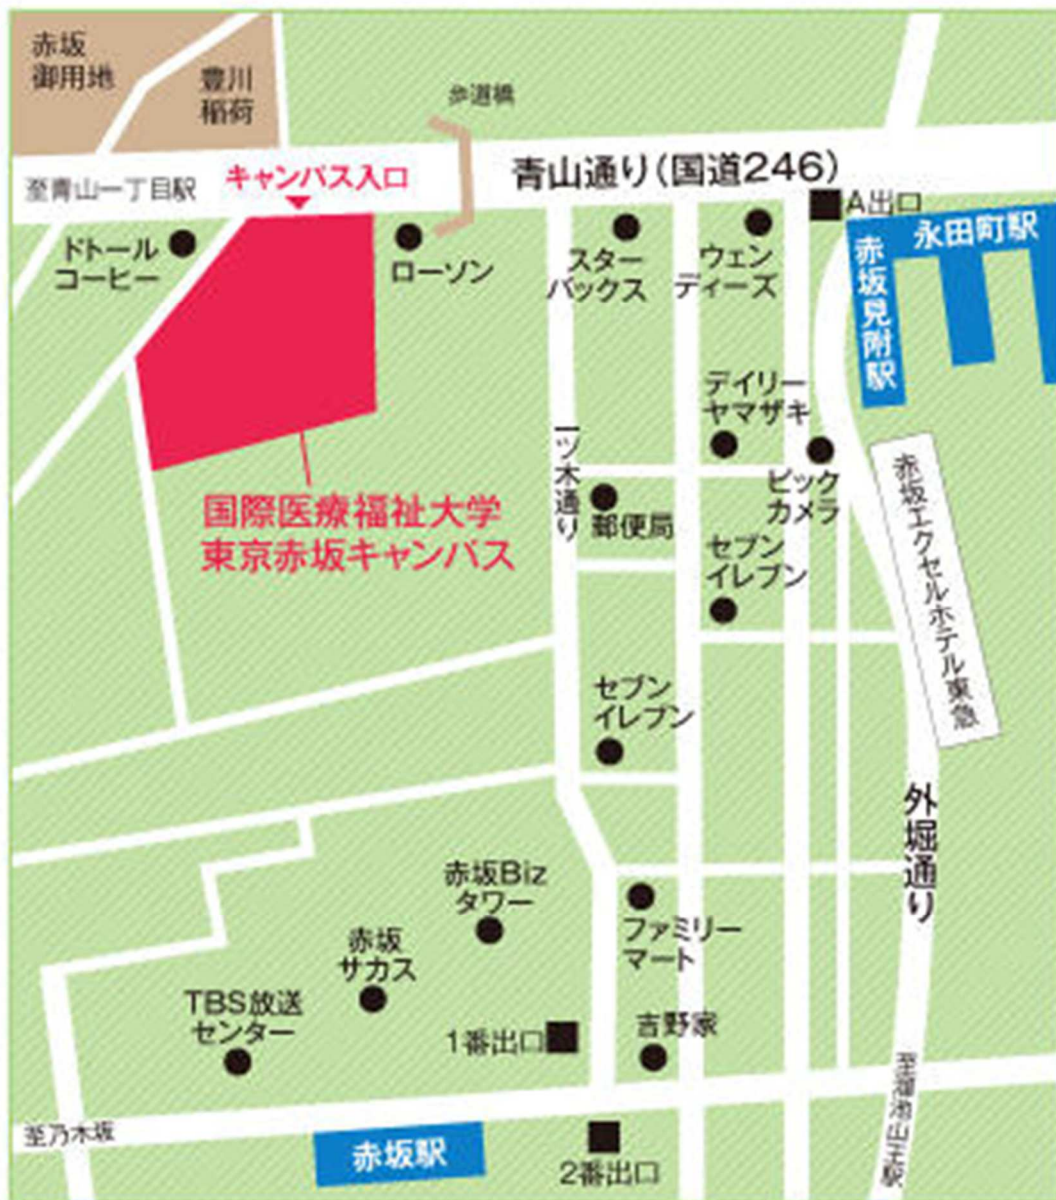 赤坂
御用地
豊川
稲荷
歩道橋
青山通り(国道246)
至青山一丁目駅
キャンパス入口
A出口
永田町駅
赤坂見附駅
ドトール
コーヒー
ローソン
スター
バックス
ウェン
ディーズ
デイリー
ヤマザキ
一ツ木通り
郵便局
ビック
カメラ
国際医療福祉大学
東京赤坂キャンパス
セブン
イレブン
赤坂エクセルホテル東急
セブン
イレブン
外堀通り
赤坂Biz
タワー
ファミリー
マート
赤坂
サカス
TBS放送
センター
1番出口
吉野家
至溜池山王駅
至乃木坂
赤坂駅
2番出口